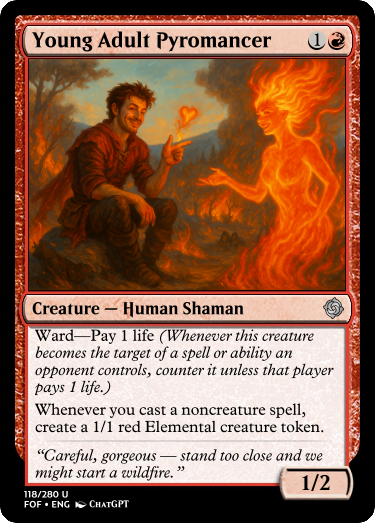 Young Adult Pyromancer 1
Creature — Human Shaman
Ward—Pay 1 life (Whenever this creature
becomes the target of a spell or ability an
opponent controls, counter it unless that player
pays 1 life.)
Whenever you cast a noncreature spell,
create a 1/1 red Elemental creature token.
“Careful, gorgeous — stand too close and we
might start a wildfire.”
1/2
118/280 U
FOF • ENG ChatGPT